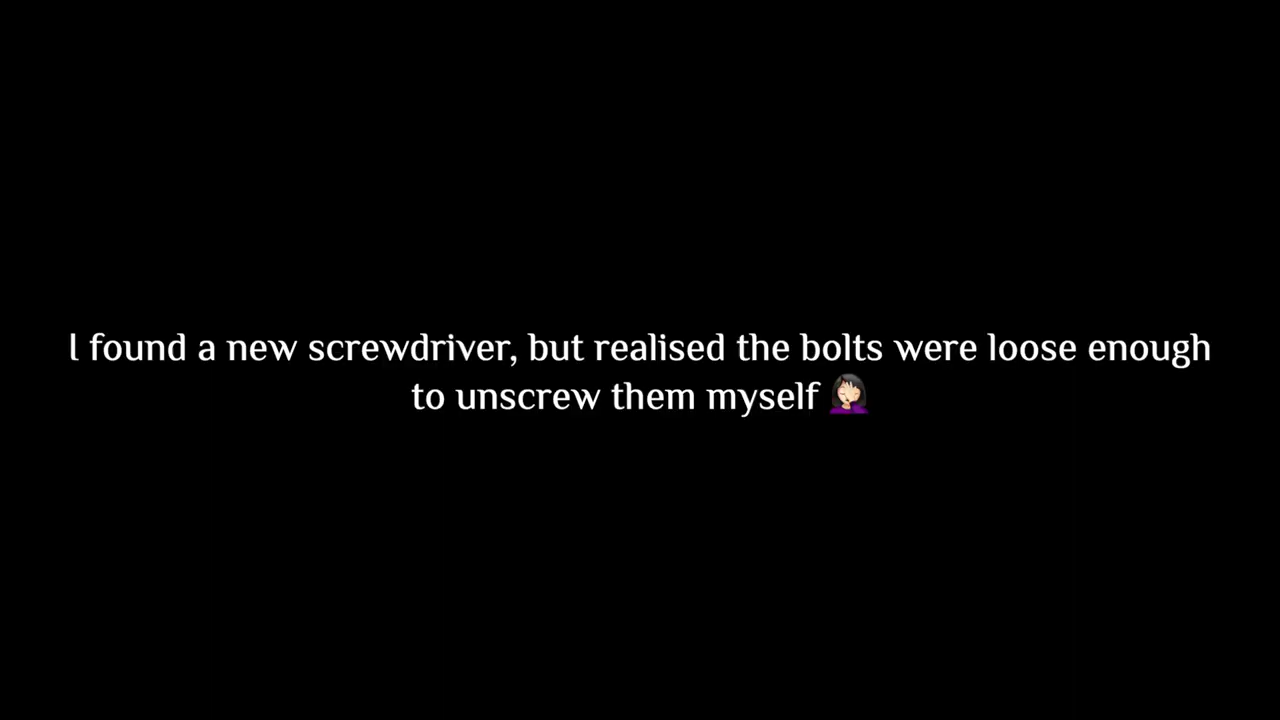 I found a new screwdriver, but realised the bolts were loose enough
to unscrew them myself 🤦🏻‍♀️